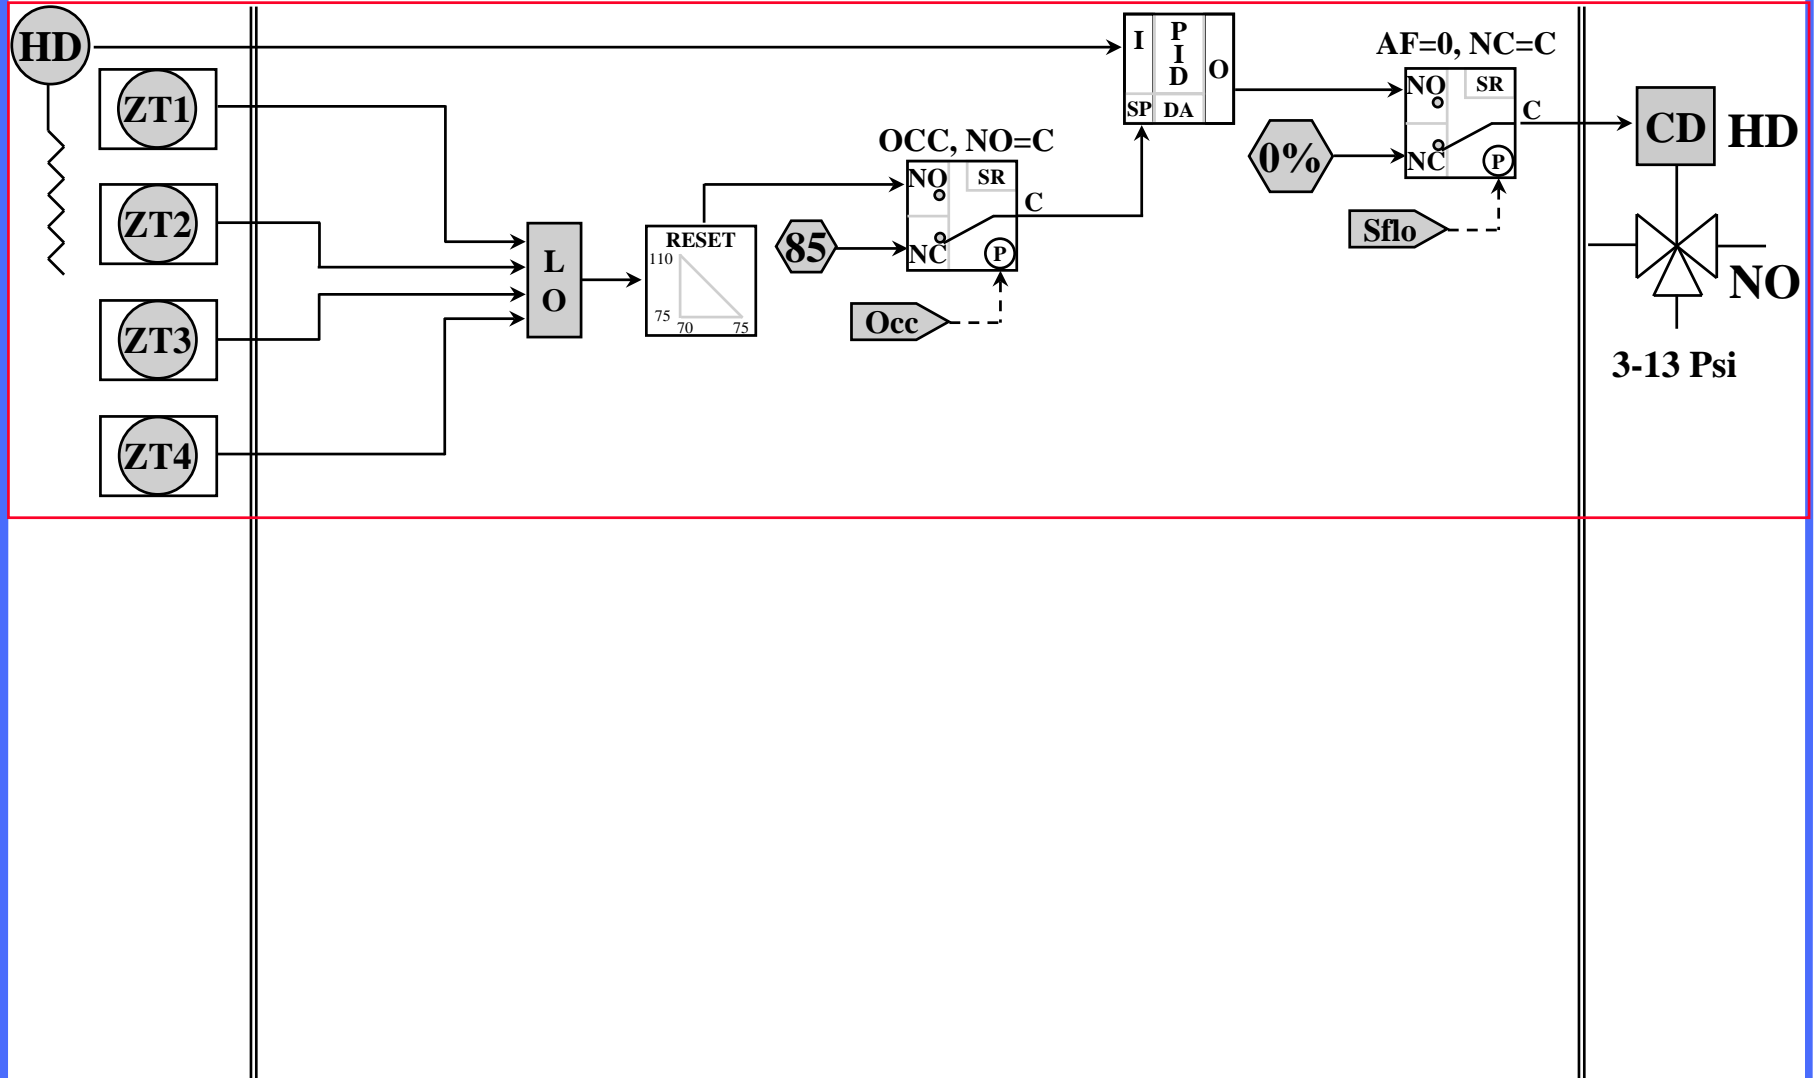 HD
ZT1
ZT2
ZT3
ZT4
L
O
RESET
110
75
70
75
85
OCC, NO=C
NO
SR
C
NC
P
Occ
I
P
I
D
O
SP
DA
AF=0, NC=C
NO
SR
C
NC
P
0%
Sflo
CD
HD
NO
3-13 Psi